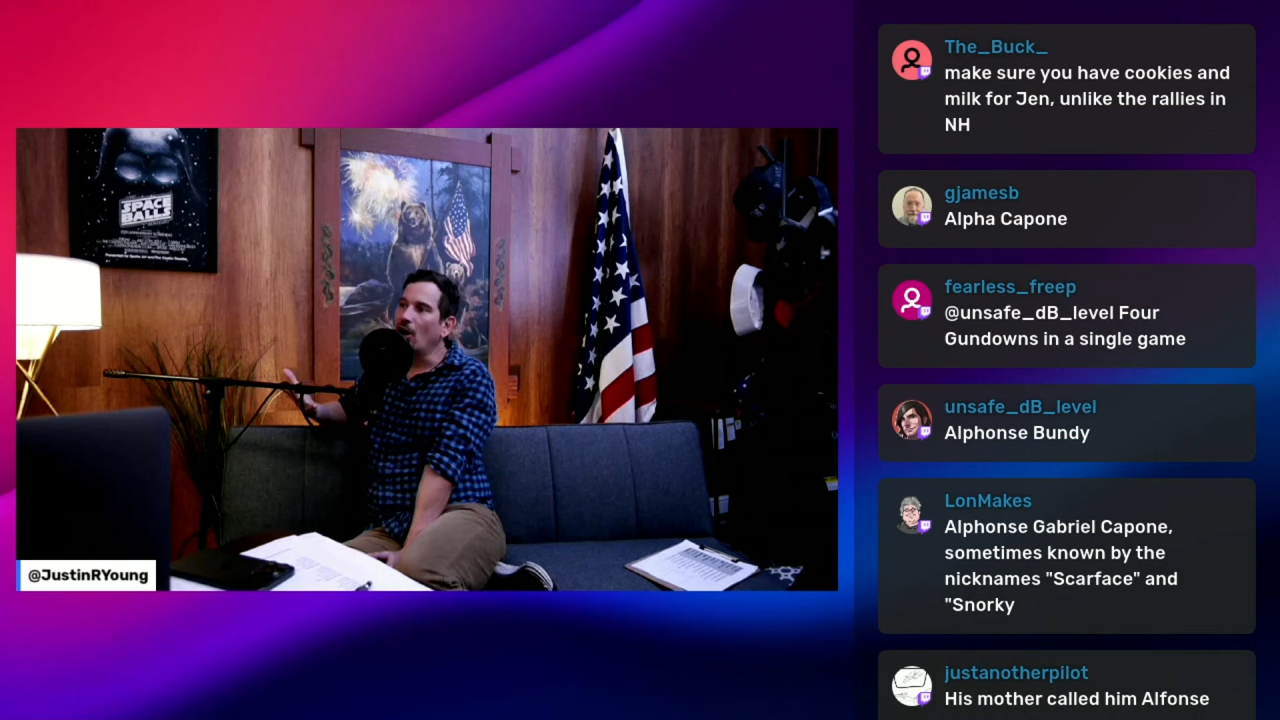 SPACE
BALLS
@JustinRYoung
The_Buck_
make sure you have cookies and
milk for Jen, unlike the rallies in
NH
gjamesb
Alpha Capone
fearless_freep
@unsafe_dB_level Four
Gundowns in a single game
unsafe_dB_level
Alphonse Bundy
LonMakes
Alphonse Gabriel Capone,
sometimes known by the
nicknames "Scarface" and
"Snorky
justanotherpilot
His mother called him Alfonse